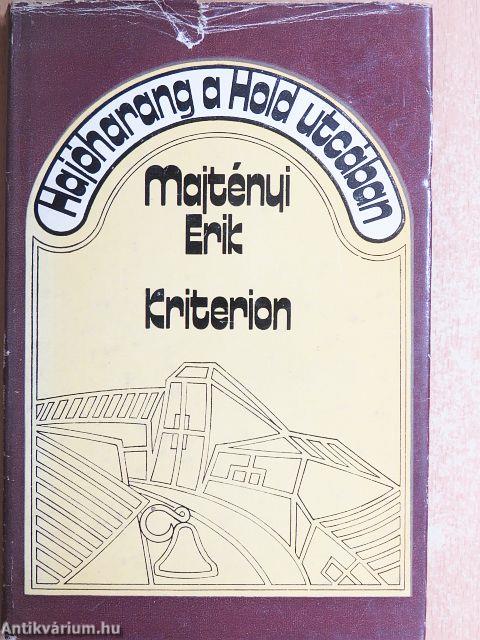 Hajóharang a Hold utcában
Majtényi
Erik
Kriterion
Antikvárium.hu